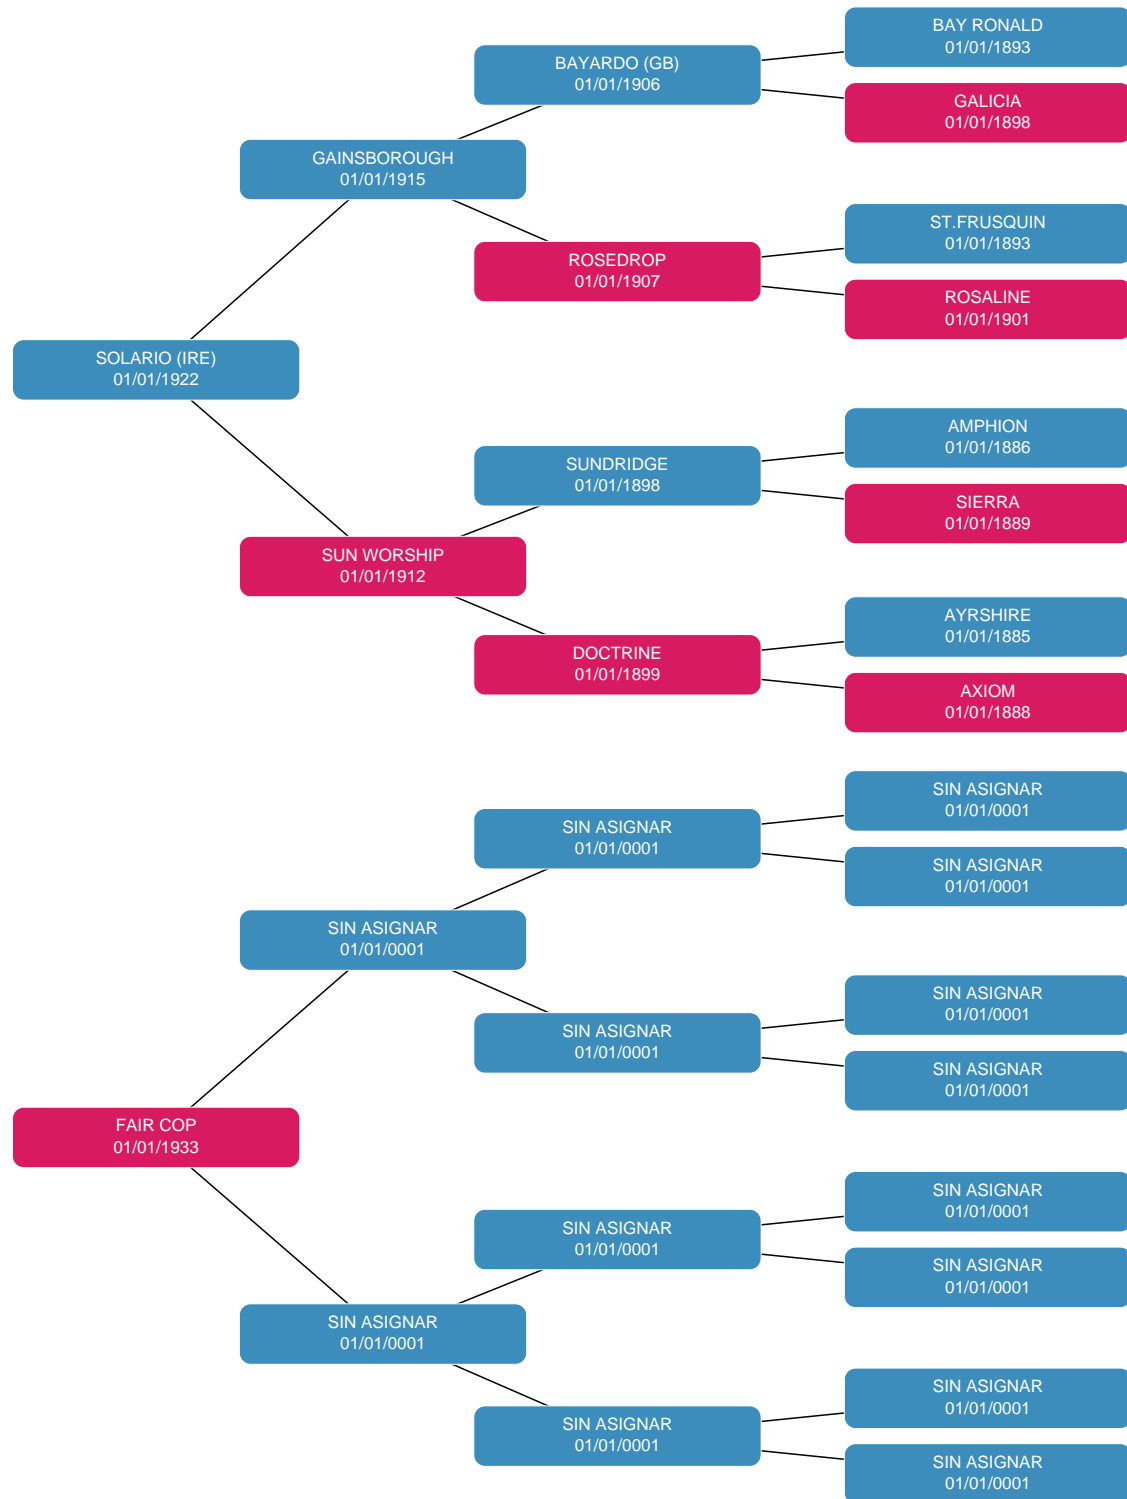 BAY RONALD
01/01/1893
BAYARDO (GB)
01/01/1906
GALICIA
01/01/1898
GAINSBOROUGH
01/01/1915
ST.FRUSQUIN
01/01/1893
ROSEDROP
01/01/1907
ROSALINE
01/01/1901
SOLARIO (IRE)
01/01/1922
AMPHION
01/01/1886
SUNDRIDGE
01/01/1898
SIERRA
01/01/1889
SUN WORSHIP
01/01/1912
AYRSHIRE
01/01/1885
DOCTRINE
01/01/1899
AXIOM
01/01/1888
SIN ASIGNAR
01/01/0001
SIN ASIGNAR
01/01/0001
SIN ASIGNAR
01/01/0001
SIN ASIGNAR
01/01/0001
SIN ASIGNAR
01/01/0001
SIN ASIGNAR
01/01/0001
SIN ASIGNAR
01/01/0001
FAIR COP
01/01/1933
SIN ASIGNAR
01/01/0001
SIN ASIGNAR
01/01/0001
SIN ASIGNAR
01/01/0001
SIN ASIGNAR
01/01/0001
SIN ASIGNAR
01/01/0001
SIN ASIGNAR
01/01/0001
SIN ASIGNAR
01/01/0001